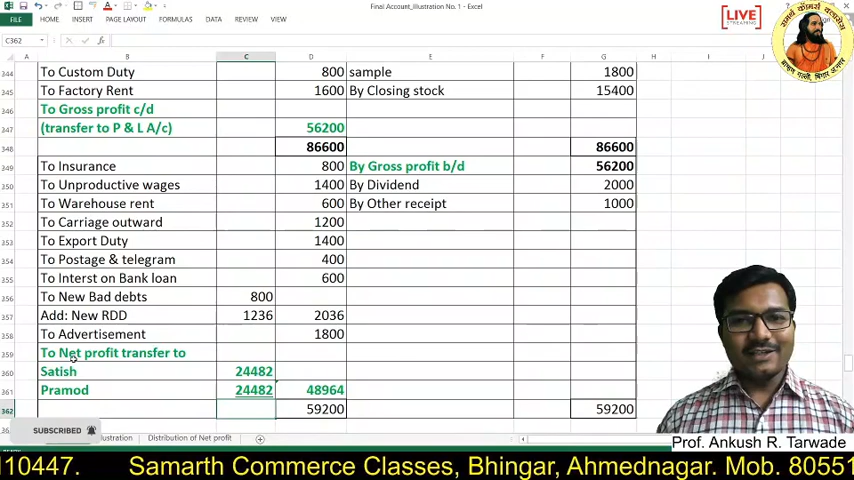 Final Account_illustration No. 1 - Excel
FILE HOME INSERT PAGE LAYOUT FORMULAS DATA REVIEW VIEW
LIVE
STREAMING
C362
A B C D E F G H I J
344 To Custom Duty 800 sample 1800
345 To Factory Rent 1600 By Closing stock 15400
346 To Gross profit c/d
347 (transfer to P & L A/c) 56200
348 86600 86600
349 To Insurance 800 By Gross profit b/d 56200
350 To Unproductive wages 1400 By Dividend 2000
351 To Warehouse rent 600 By Other receipt 1000
352 To Carriage outward 1200
353 To Export Duty 1400
354 To Postage & telegram 400
355 To Interst on Bank loan 600
356 To New Bad debts 800
357 Add: New RDD 1236 2036
358 To Advertisement 1800
359 To Net profit transfer to
360 Satish 24482
361 Pramod 24482 48964
362 59200 59200
SUBSCRIBED
lustration Distribution of Net profit
Prof. Ankush R. Tarwade
110447. Samarth Commerce Classes, Bhingar, Ahmednagar. Mob. 80551